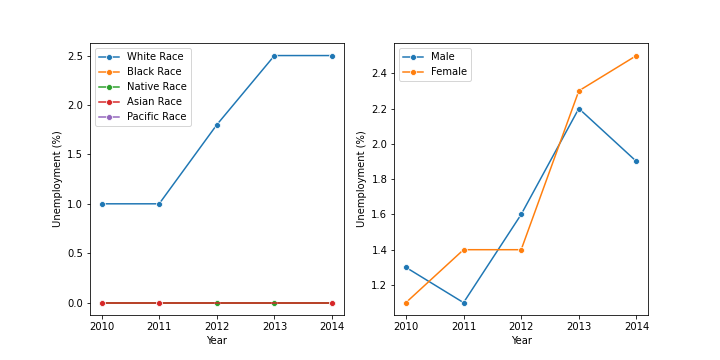 White Race
Black Race
Native Race
Asian Race
Pacific Race
2.5
2.0
1.5
1.0
0.5
0.0
Unemployment (%)
2010 2011 2012 2013 2014
Year
Male
Female
2.4
2.2
2.0
1.8
1.6
1.4
1.2
Unemployment (%)
2010 2011 2012 2013 2014
Year